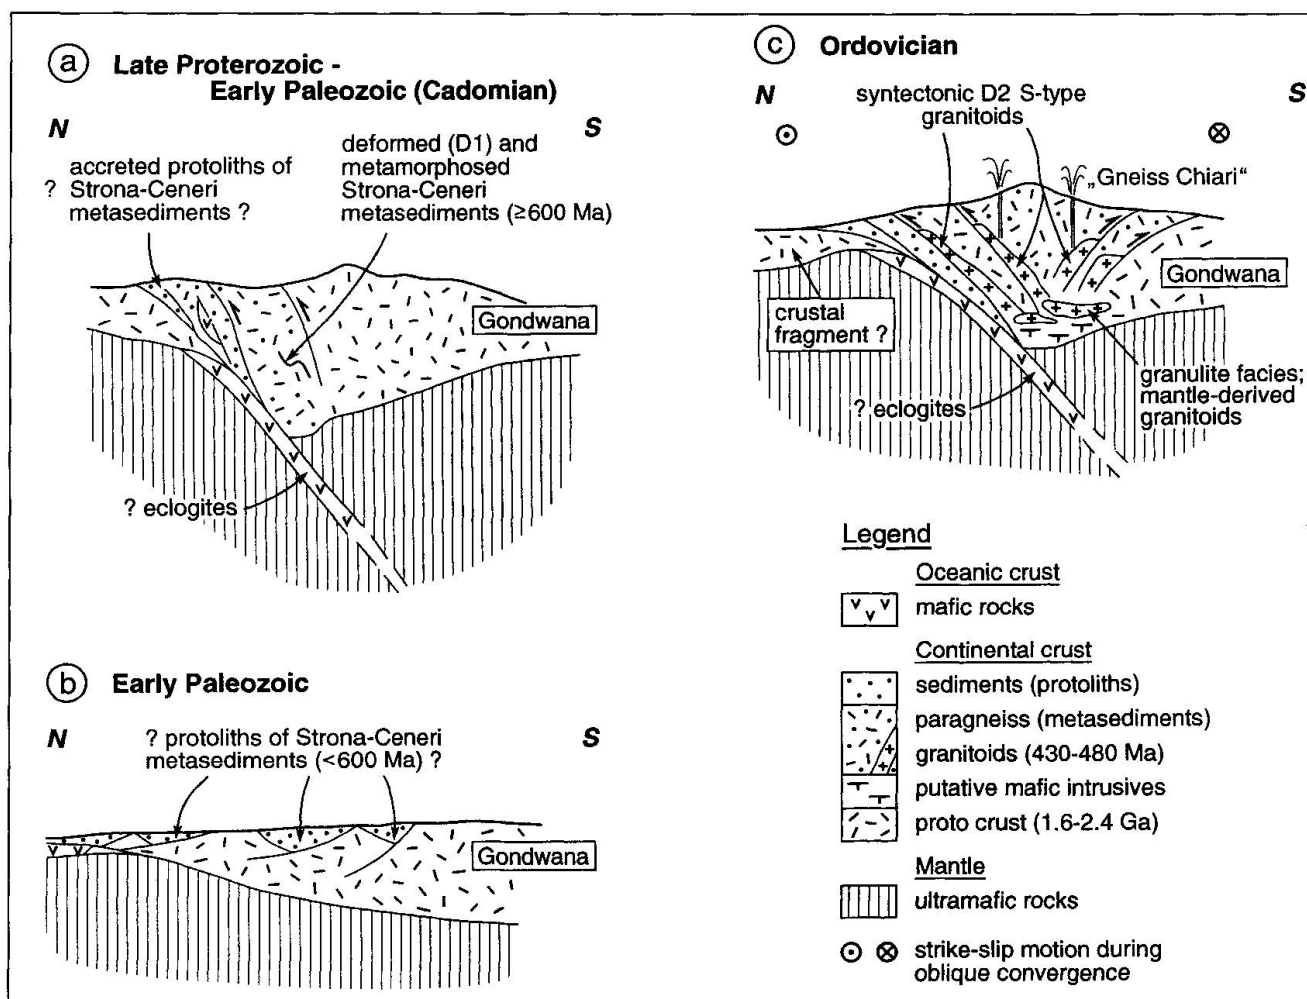 a Late Proterozoic -
Early Paleozoic (Cadomian)
N
S
accreted protoliths of
? Strona-Ceneri
metasediments ?
deformed (D1) and
metamorphosed
Strona-Ceneri
metasediments (≥600 Ma)
Gondwana
? eclogites
b Early Paleozoic
N
S
? protoliths of Strona-Ceneri
metasediments (<600 Ma) ?
Gondwana
c Ordovician
N
S
syntectonic D2 S-type
granitoids
„Gneiss Chiari“
Gondwana
crustal
fragment ?
? eclogites
granulite facies;
mantle-derived
granitoids
Legend
Oceanic crust
mafic rocks
Continental crust
sediments (protoliths)
paragneiss (metasediments)
granitoids (430-480 Ma)
putative mafic intrusives
proto crust (1.6-2.4 Ga)
Mantle
ultramafic rocks
strike-slip motion during
oblique convergence